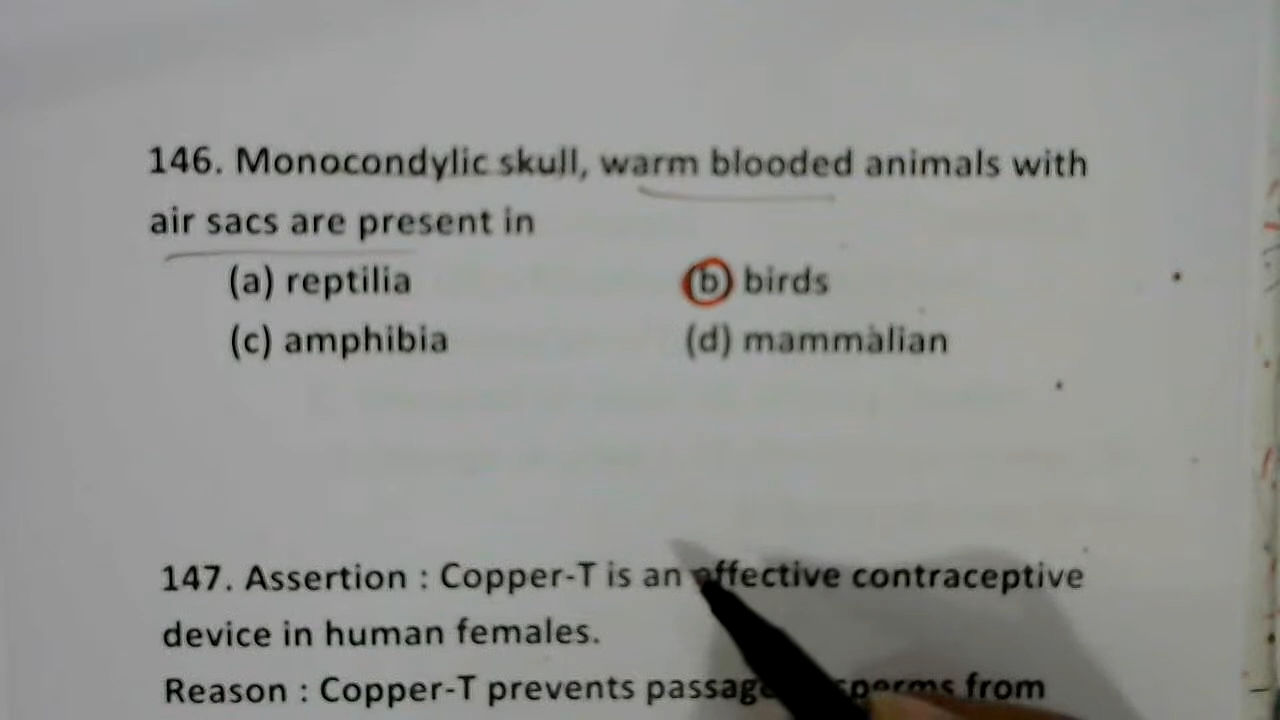 146. Monocondylic skull, warm blooded animals with
air sacs are present in
(a) reptilia (b) birds
(c) amphibia (d) mammalian
147. Assertion : Copper-T is an effective contraceptive
device in human females.
Reason : Copper-T prevents passage sperms from